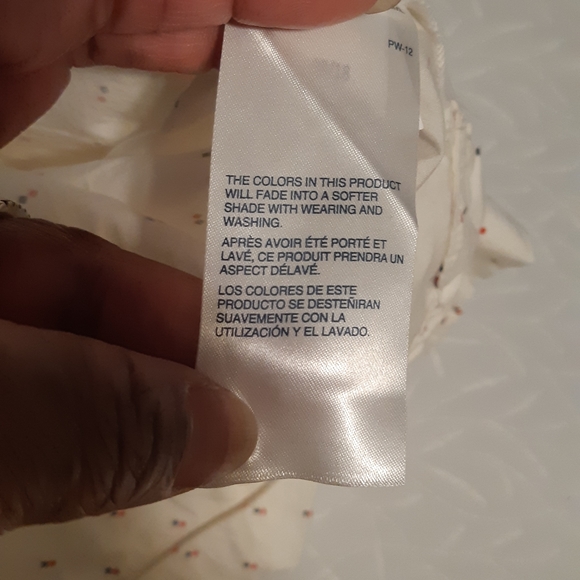 PW-12
THE COLORS IN THIS PRODUCT
WILL FADE INTO A SOFTER
SHADE WITH WEARING AND
WASHING.
APRÈS AVOIR ÉTÉ PORTÉ ET
LAVÉ, CE PRODUIT PRENDRA UN
ASPECT DÉLAVÉ.
LOS COLORES DE ESTE
PRODUCTO SE DESTEÑIRAN
SUAVEMENTE CON LA
UTILIZACIÓN Y EL LAVADO.